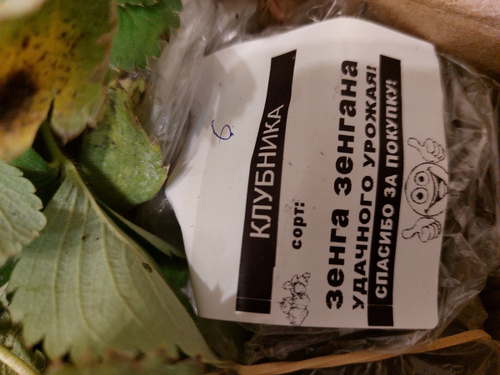 6
КЛУБНИКА
сорт:
зенга зенгана
удачного урожая!
СПАСИБО ЗА ПОКУПКУ!